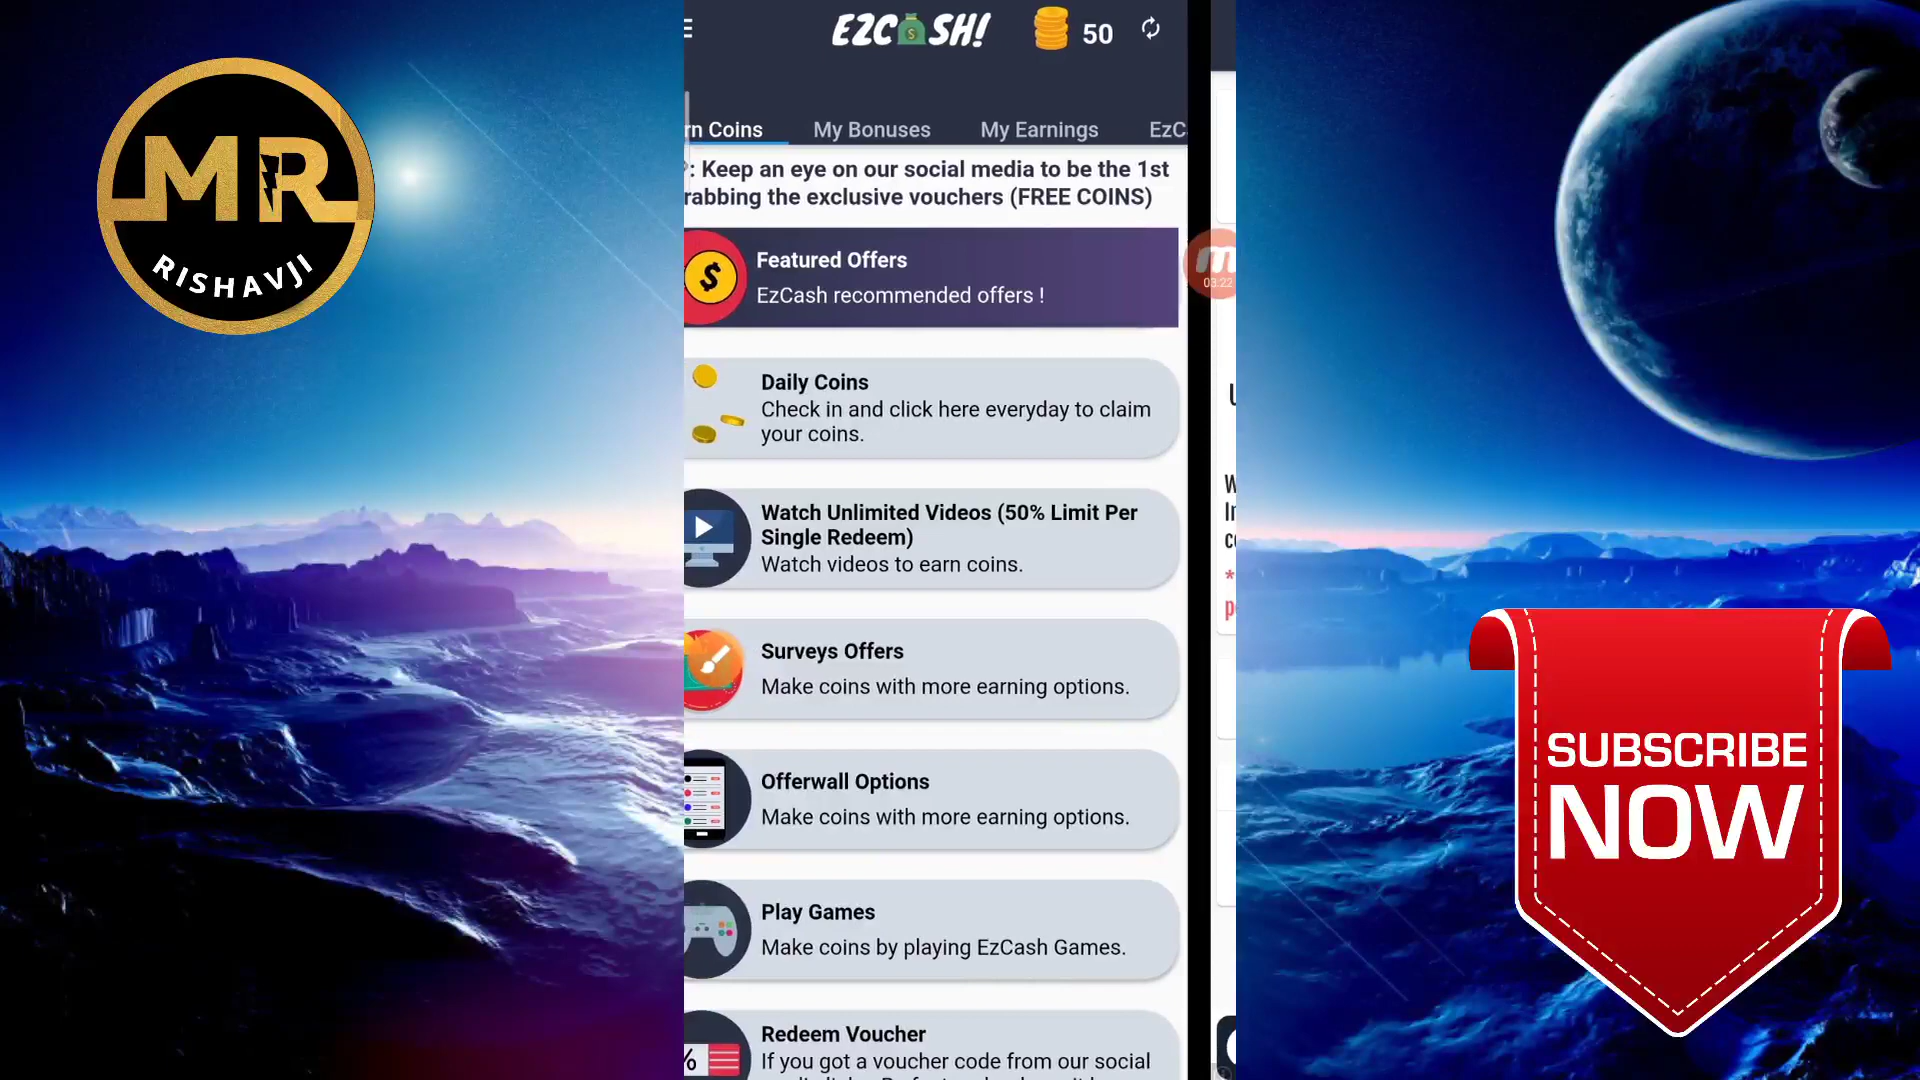 MR
RISHAVJI
EZC SH!
50
rn Coins
My Bonuses
My Earnings
EzC
: Keep an eye on our social media to be the 1st
rabbing the exclusive vouchers (FREE COINS)
$
Featured Offers
EzCash recommended offers !
Daily Coins
Check in and click here everyday to claim
your coins.
Watch Unlimited Videos (50% Limit Per
Single Redeem)
Watch videos to earn coins.
Surveys Offers
Make coins with more earning options.
Offerwall Options
Make coins with more earning options.
Play Games
Make coins by playing EzCash Games.
%
Redeem Voucher
If you got a voucher code from our social
03:22
SUBSCRIBE
NOW